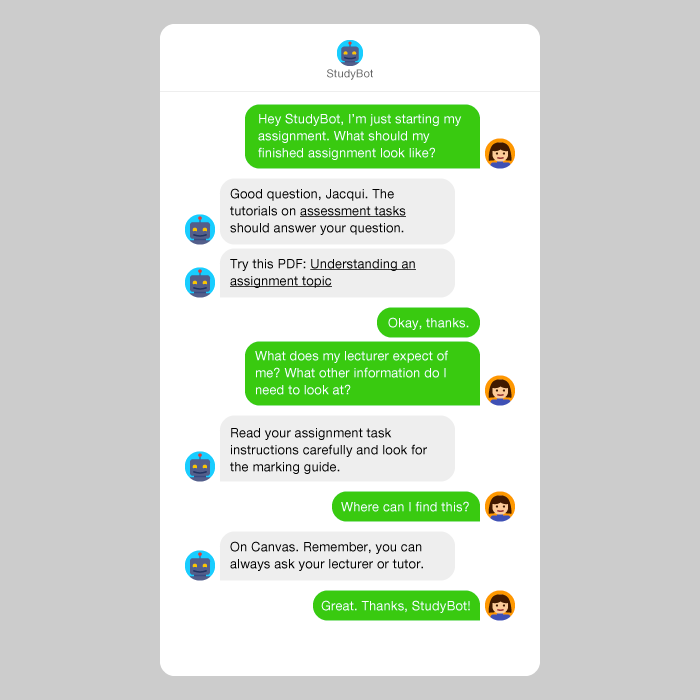 StudyBot
Hey StudyBot, I'm just starting my
assignment. What should my
finished assignment look like?
Good question, Jacqui. The
tutorials on assessment tasks
should answer your question.
Try this PDF: Understanding an
assignment topic
Okay, thanks.
What does my lecturer expect of
me? What other information do I
need to look at?
Read your assignment task
instructions carefully and look for
the marking guide.
Where can I find this?
On Canvas. Remember, you can
always ask your lecturer or tutor.
Great. Thanks, StudyBot!